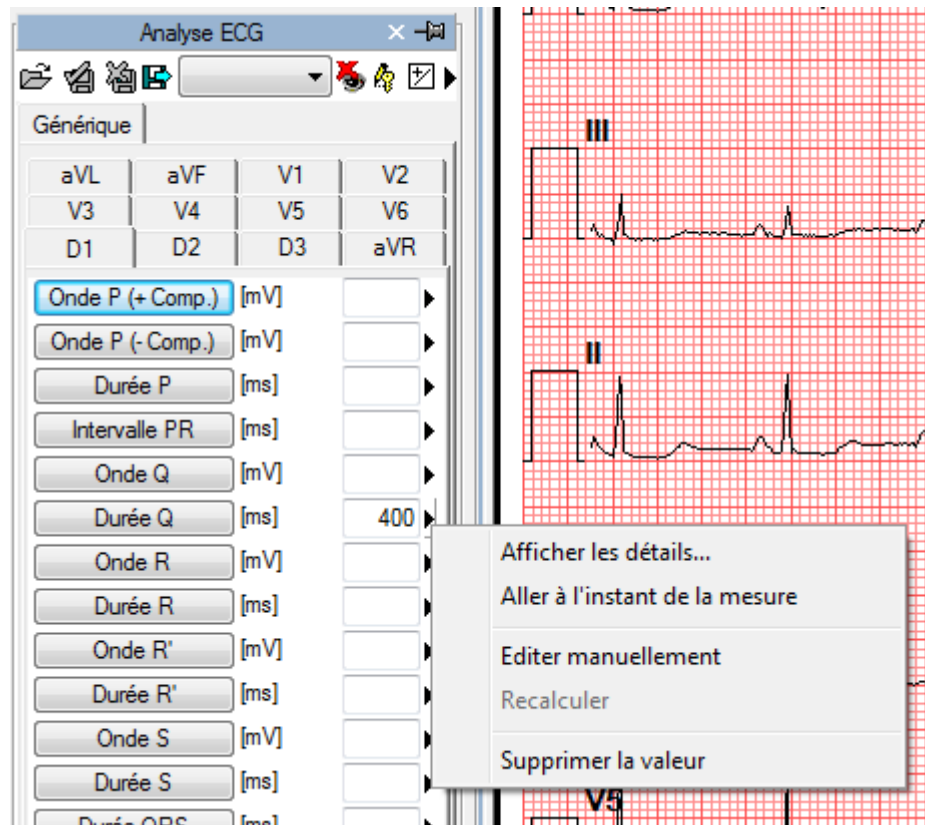 Analyse ECG
Générique
aVL aVF V1 V2
V3 V4 V5 V6
D1 D2 D3 aVR
Onde P (+ Comp.) [mV]
Onde P (- Comp.) [mV]
Durée P [ms]
Intervalle PR [ms]
Onde Q [mV]
Durée Q [ms] 400
Onde R [mV]
Durée R [ms]
Onde R' [mV]
Durée R' [ms]
Onde S [mV]
Durée S [ms]
Durée QRS [ms]
Afficher les détails...
Aller à l'instant de la mesure
Editer manuellement
Recalculer
Supprimer la valeur
III
II
V5